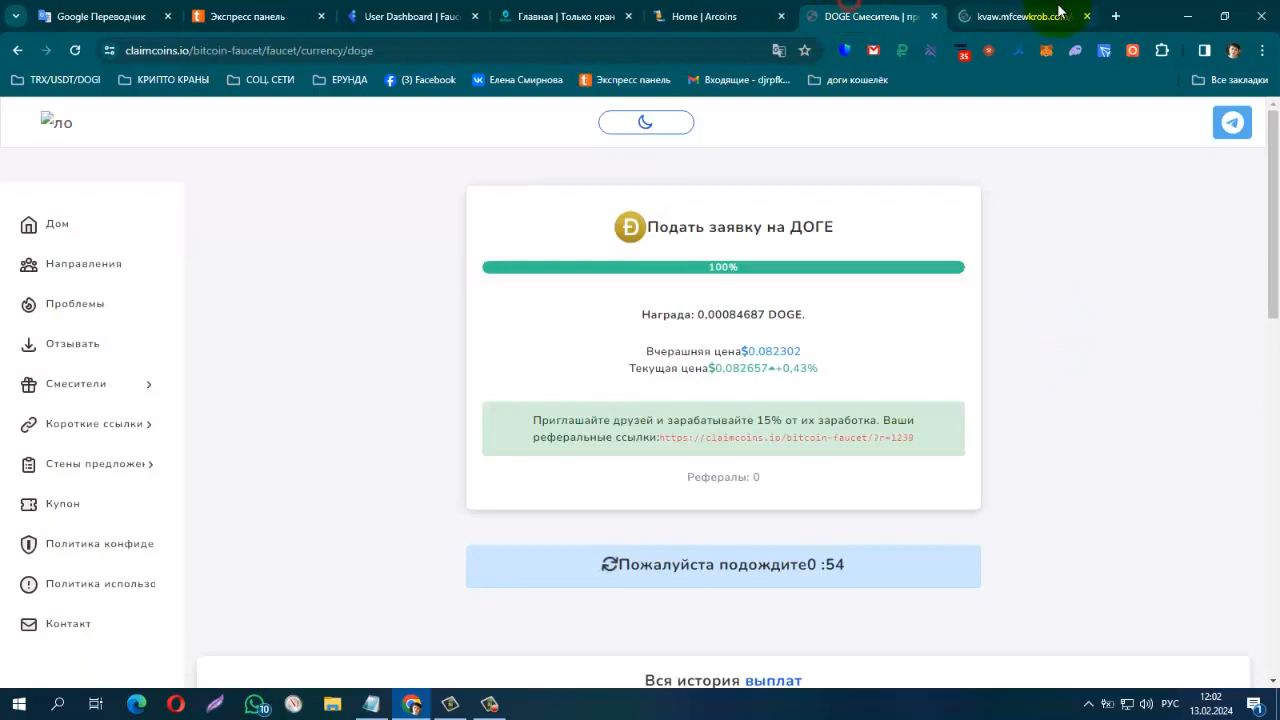 Google Переводчик
Экспресс панель
User Dashboard | Fauc
Главная | Только кран
Home | Arcoins
DOGE Смеситель | пр
kvaw.mfcewkrob.com/
claimcoins.io/bitcoin-faucet/faucet/currency/doge
35
TRX/USDT/DOGI
КРИПТО КРАНЫ
СОЦ. СЕТИ
ЕРУНДА
(3) Facebook
Елена Смирнова
Экспресс панель
Входящие - djrpfk...
доги кошелёк
Все закладки
ло
Дом
Направления
Проблемы
Отзывать
Смесители
Короткие ссылки
Стены предложен
Купон
Политика конфиде
Политика использо
Контакт
Подать заявку на ДОГЕ
100%
Награда: 0,00084687 DOGE.
Вчерашняя цена$0,082302
Текущая цена$0,082657+0,43%
Приглашайте друзей и зарабатывайте 15% от их заработка. Ваши
реферальные ссылки:https://claimcoins.io/bitcoin-faucet/?r=1239
Рефералы: 0
Пожалуйста подождите0 :54
Вся история выплат
10
РУС
12:02
13.02.2024
1